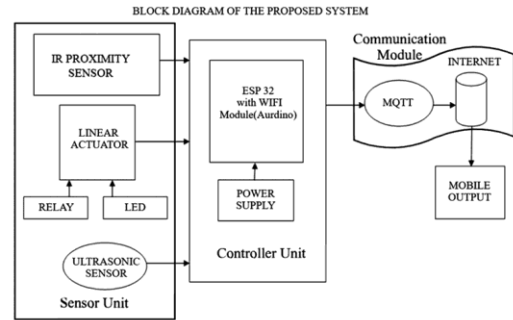 BLOCK DIAGRAM OF THE PROPOSED SYSTEM
IR PROXIMITY
SENSOR
LINEAR
ACTUATOR
RELAY
LED
ULTRASONIC
SENSOR
Sensor Unit
ESP 32
with WIFI
Module(Aurdino)
POWER
SUPPLY
Controller Unit
Communication
Module
INTERNET
MQTT
MOBILE
OUTPUT